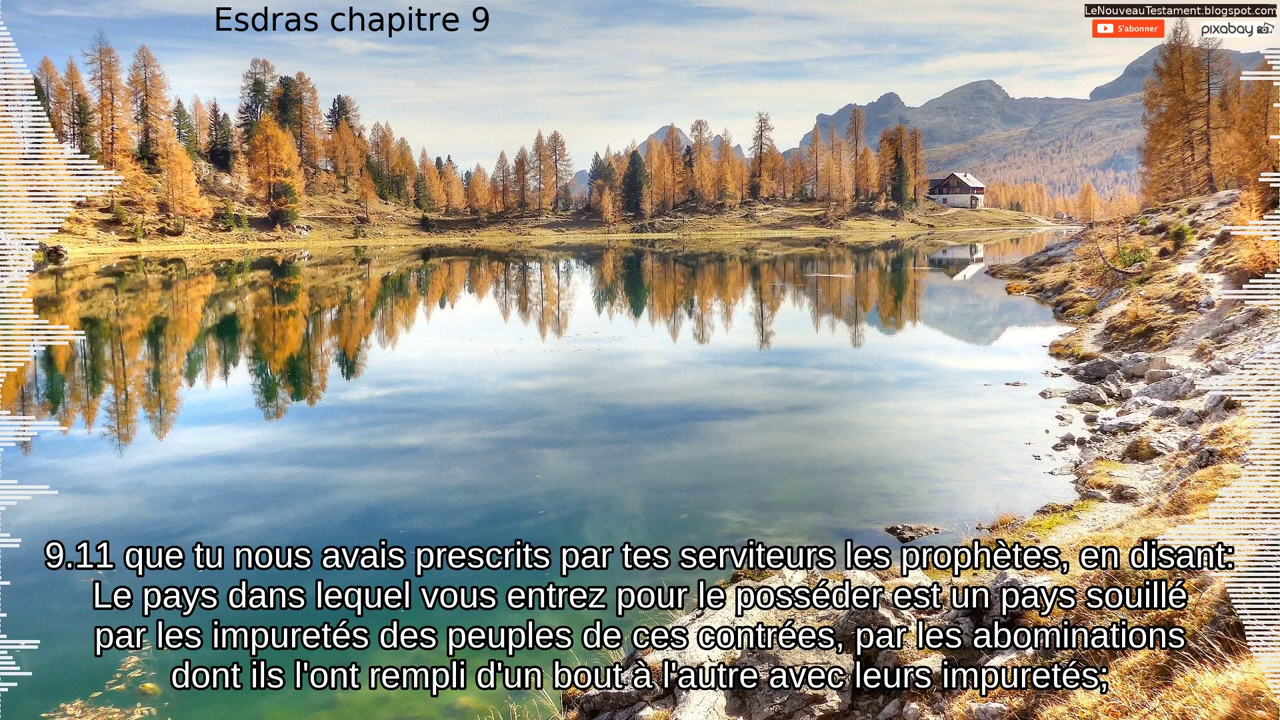 Esdras chapitre 9
LeNouveauTestament.blogspot.com
S'abonner
pixabay
9.11 que tu nous avais prescrits par tes serviteurs les prophètes, en disant:
Le pays dans lequel vous entrez pour le posséder est un pays souillé
par les impuretés des peuples de ces contrées, par les abominations
dont ils l'ont rempli d'un bout à l'autre avec leurs impuretés;